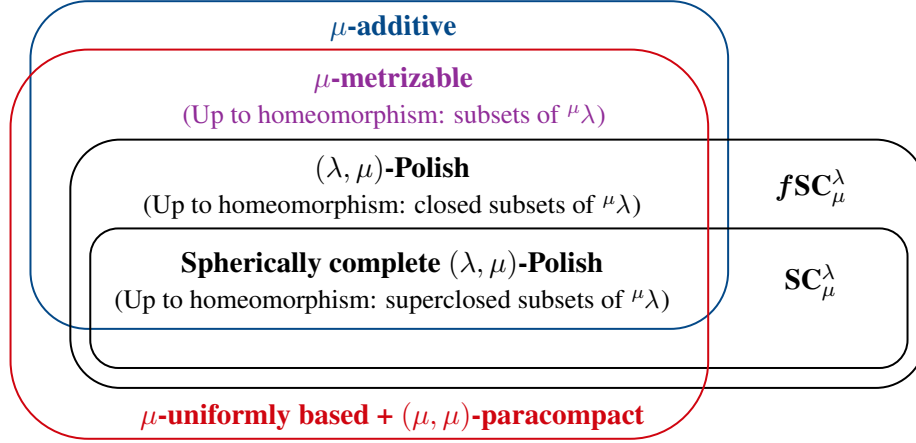 μ-additive
μ-metrizable
(Up to homeomorphism: subsets of ^μλ)
(λ, μ)-Polish
(Up to homeomorphism: closed subsets of ^μλ)
fSC^λ_μ
Spherically complete (λ, μ)-Polish
(Up to homeomorphism: superclosed subsets of ^μλ)
SC^λ_μ
μ-uniformly based + (μ, μ)-paracompact